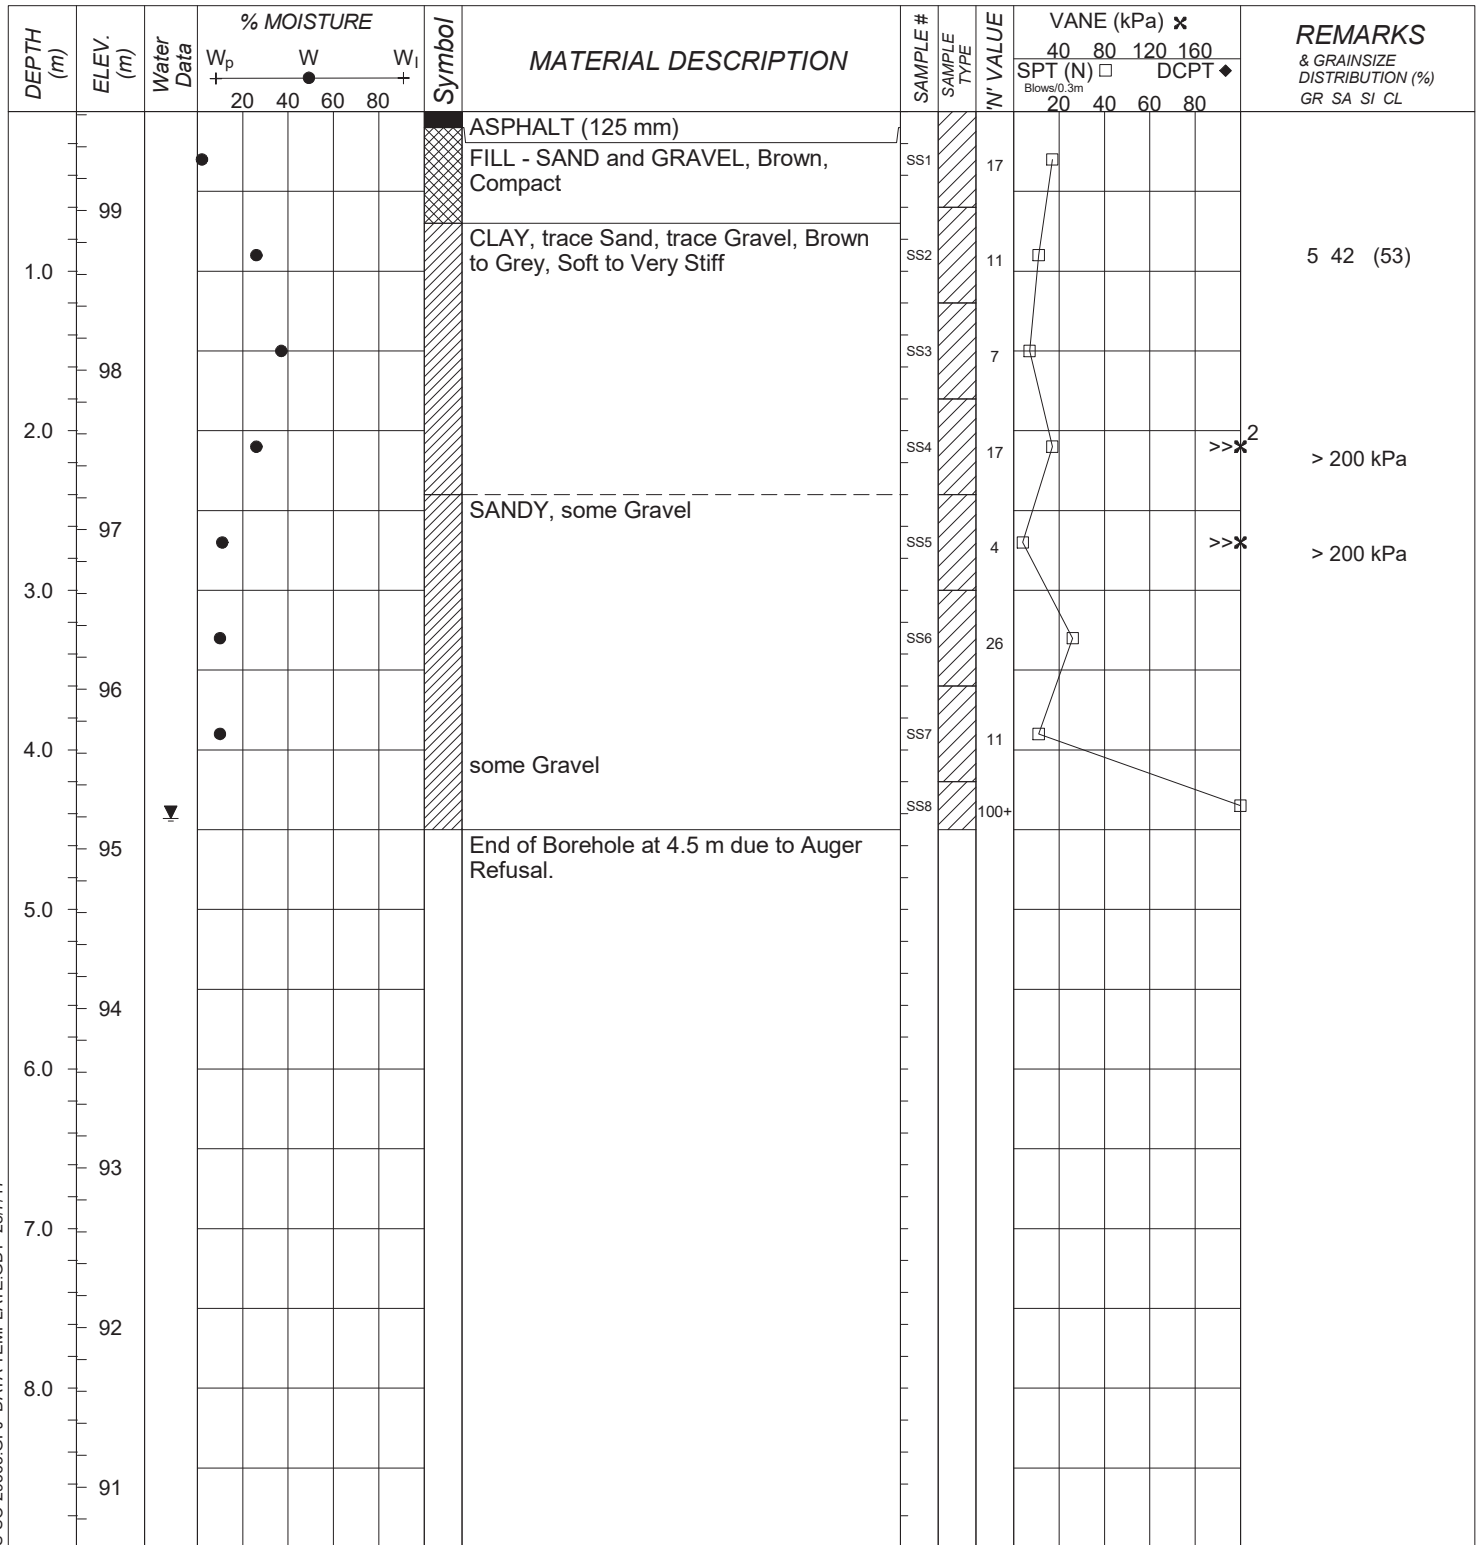 DEPTH (m)
ELEV. (m)
Water Data
% MOISTURE
Wp W Wl
20 40 60 80
Symbol
MATERIAL DESCRIPTION
SAMPLE #
SAMPLE TYPE
'N' VALUE
VANE (kPa)
40 80 120 160
SPT (N) DCPT
Blows/0.3m
20 40 60 80
REMARKS
& GRAINSIZE
DISTRIBUTION (%)
GR SA SI CL
ASPHALT (125 mm)
FILL - SAND and GRAVEL, Brown,
Compact
SS1 17
99
CLAY, trace Sand, trace Gravel, Brown
to Grey, Soft to Very Stiff
SS2 11 5 42 (53)
1.0
SS3 7
98
2.0
SS4 17 >> 2
> 200 kPa
SANDY, some Gravel
97
SS5 4 >>
> 200 kPa
3.0
SS6 26
96
SS7 11
4.0
some Gravel
SS8 100+
95
End of Borehole at 4.5 m due to Auger
Refusal.
5.0
94
6.0
93
7.0
92
8.0
91